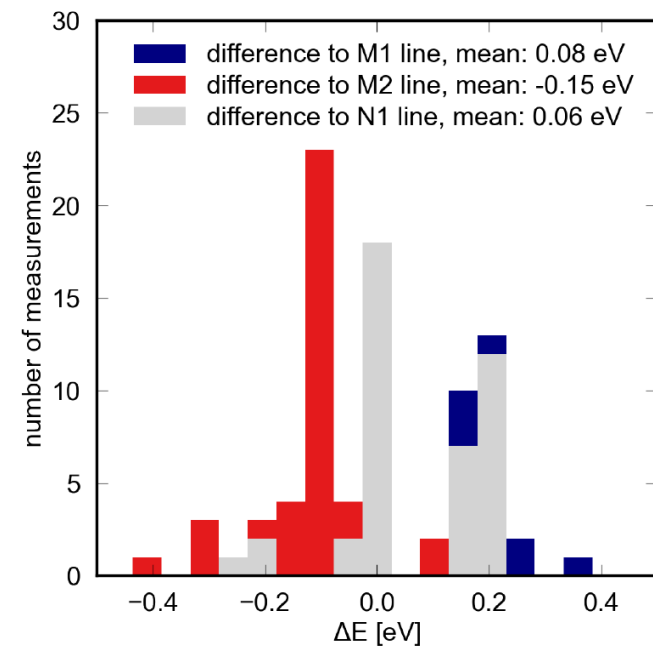 30
25
20
15
10
5
0
number of measurements
difference to M1 line, mean: 0.08 eV
difference to M2 line, mean: -0.15 eV
difference to N1 line, mean: 0.06 eV
−0.4 −0.2 0.0 0.2 0.4
ΔE [eV]